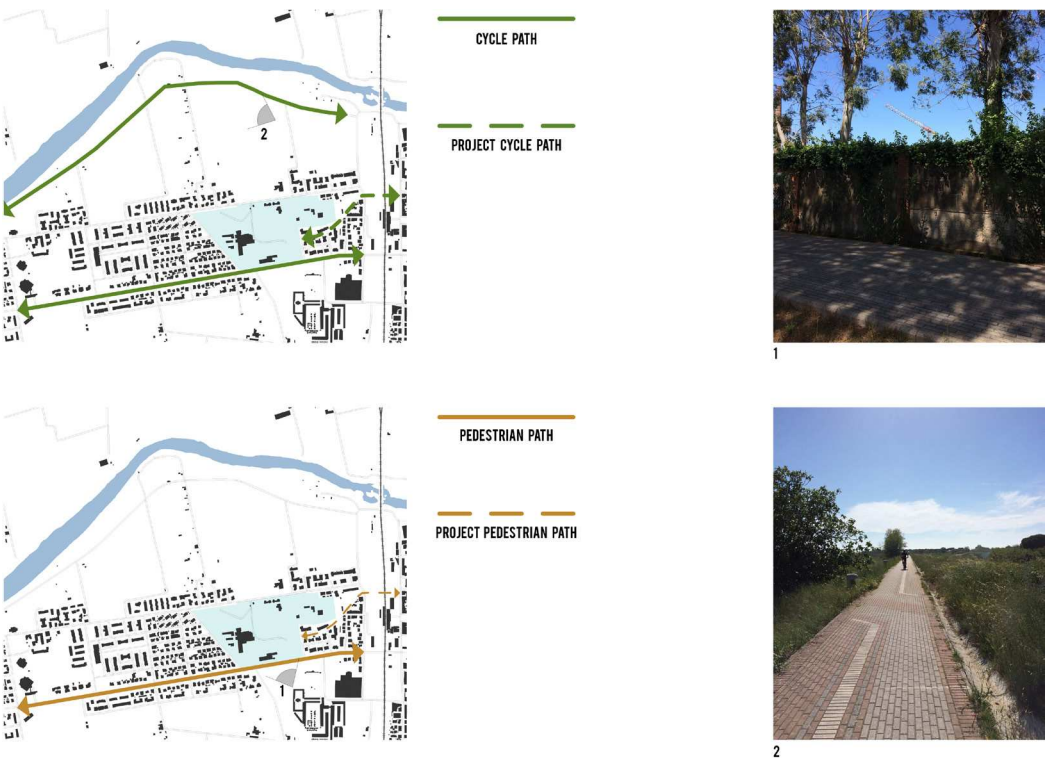 CYCLE PATH
2
PROJECT CYCLE PATH
1
PEDESTRIAN PATH
PROJECT PEDESTRIAN PATH
1
2